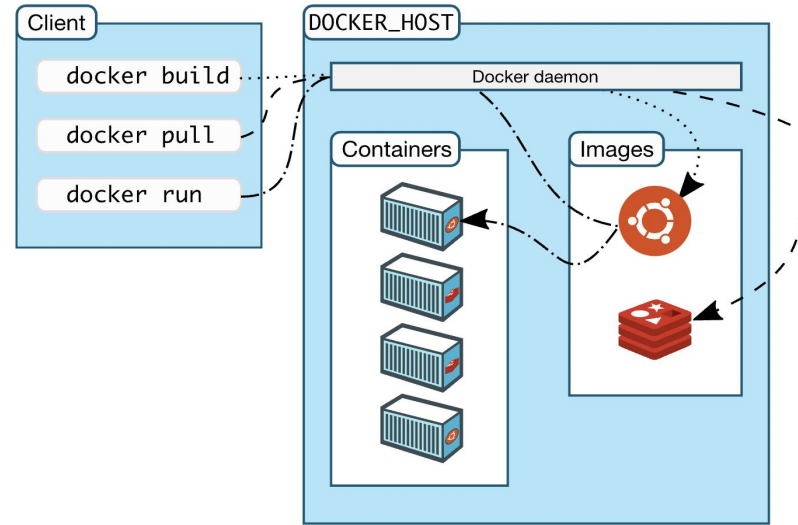 Client
docker build
docker pull
docker run
DOCKER_HOST
Docker daemon
Containers
Images